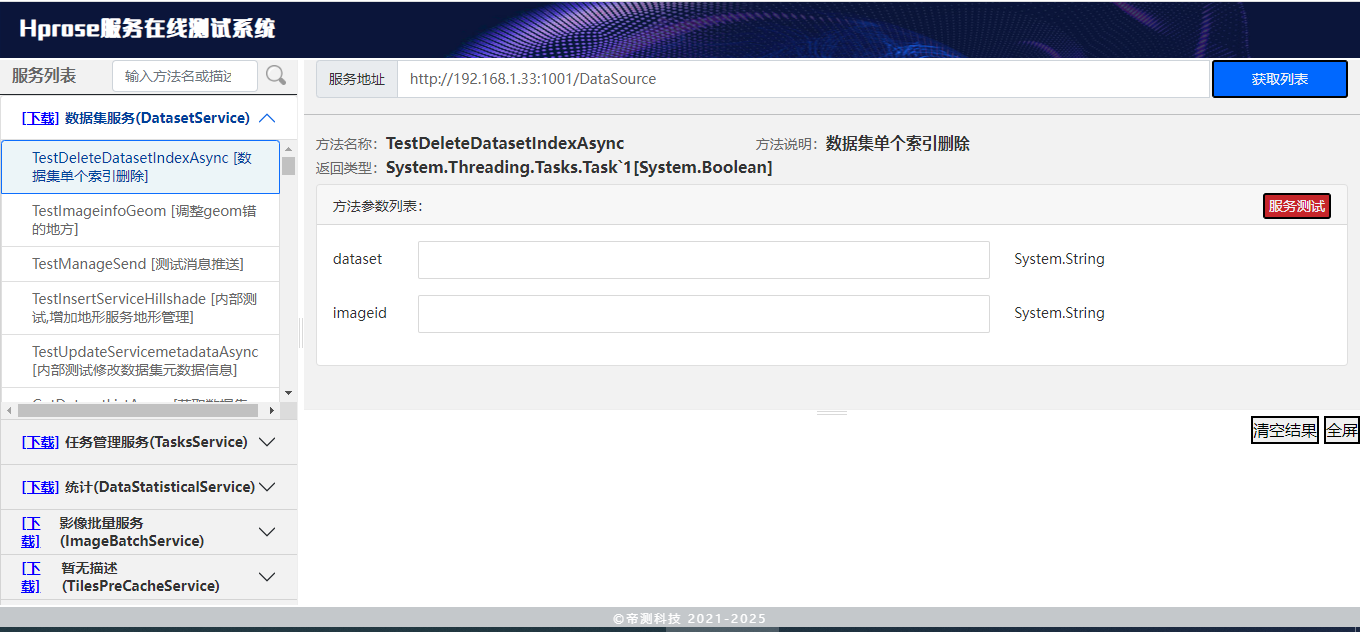 Hprose服务在线测试系统
服务列表
输入方法名或描述
服务地址
http://192.168.1.33:1001/DataSource
获取列表
[下载] 数据集服务(DatasetService)
TestDeleteDatasetIndexAsync [数
据集单个索引删除]
TestImageinfoGeom [调整geom错
的地方]
TestManageSend [测试消息推送]
TestInsertServiceHillshade [内部测
试,增加地形服务地形管理]
TestUpdateServicemetadataAsync
[内部测试修改数据集元数据信息]
[下载] 任务管理服务(TasksService)
[下载] 统计(DataStatisticalService)
[下
载]
影像批量服务
(ImageBatchService)
[下
载]
暂无描述
(TilesPreCacheService)
方法名称: TestDeleteDatasetIndexAsync
方法说明: 数据集单个索引删除
返回类型: System.Threading.Tasks.Task`1[System.Boolean]
方法参数列表:
服务测试
dataset
System.String
imageid
System.String
清空结果
全屏
©帝测科技 2021-2025